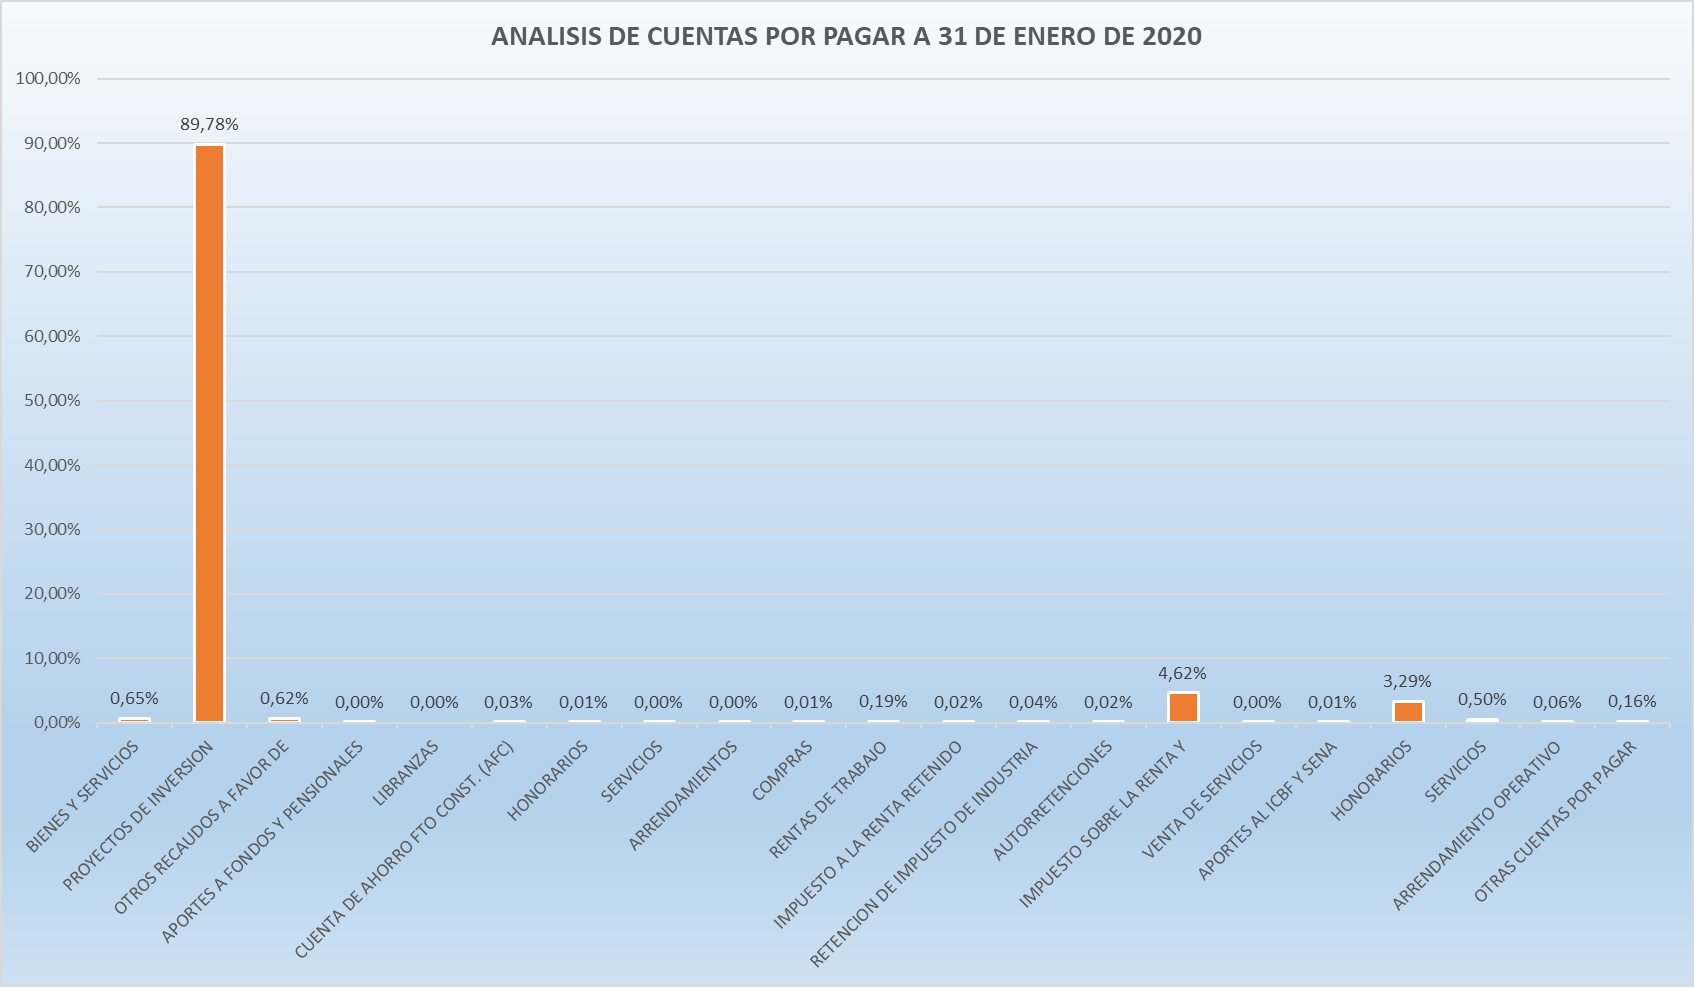 ANALISIS DE CUENTAS POR PAGAR A 31 DE ENERO DE 2020
100,00%
90,00%
80,00%
70,00%
60,00%
50,00%
40,00%
30,00%
20,00%
10,00%
0,00%
0,65%
89,78%
0,62%
0,00%
0,00%
0,03%
0,01%
0,00%
0,00%
0,01%
0,19%
0,02%
0,04%
0,02%
4,62%
0,00%
0,01%
3,29%
0,50%
0,06%
0,16%
BIENES Y SERVICIOS
PROYECTOS DE INVERSION
OTROS RECAUDOS A FAVOR DE
APORTES A FONDOS Y PENSIONALES
LIBRANZAS
CUENTA DE AHORRO FTO CONST. (AFC)
HONORARIOS
SERVICIOS
ARRENDAMIENTOS
COMPRAS
RENTAS DE TRABAJO
IMPUESTO A LA RENTA RETENIDO
RETENCION DE IMPUESTO DE INDUSTRIA
AUTORRETENCIONES
IMPUESTO SOBRE LA RENTA Y
VENTA DE SERVICIOS
APORTES AL ICBF Y SENA
HONORARIOS
SERVICIOS
ARRENDAMIENTO OPERATIVO
OTRAS CUENTAS POR PAGAR